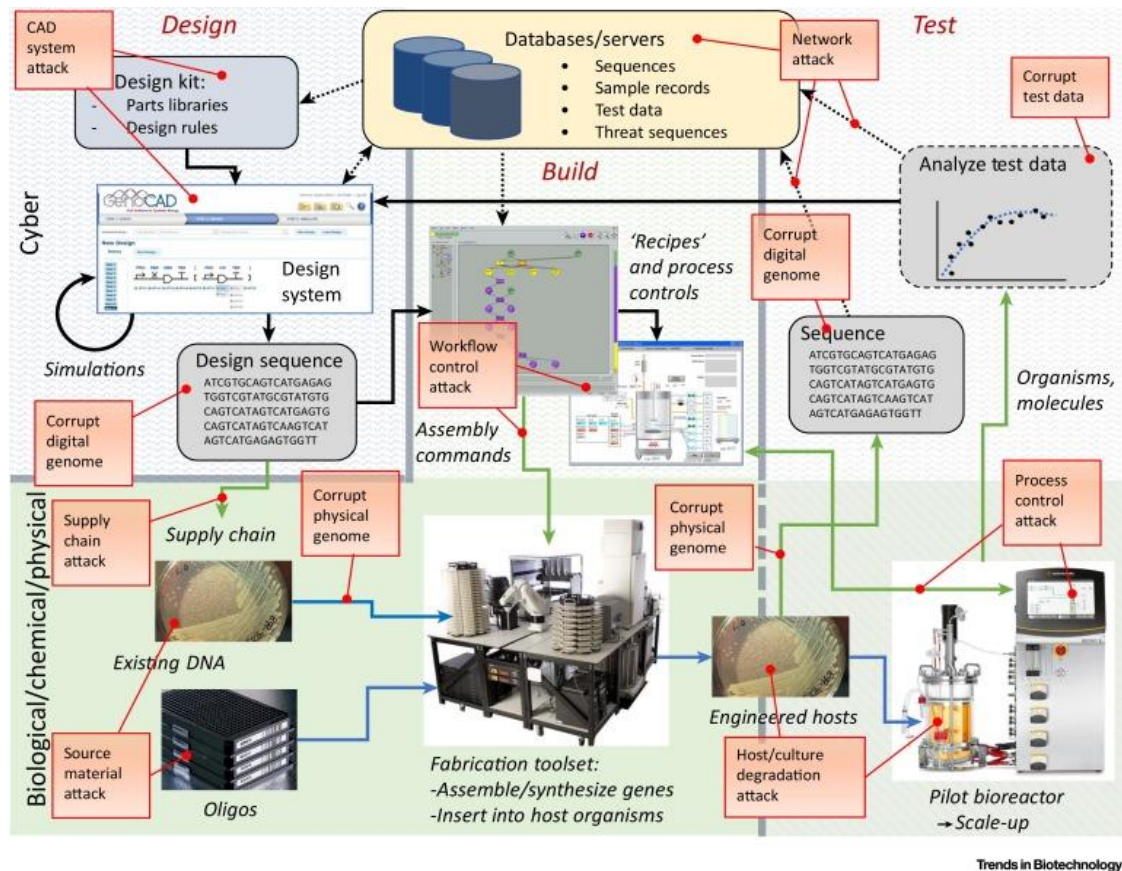 CAD
system
attack
Design
Design kit:
- Parts libraries
- Design rules
Databases/servers
• Sequences
• Sample records
• Test data
• Threat sequences
Network
attack
Test
Corrupt
test data
Analyze test data
Build
Cyber
GenoCAD
New Design
Design
system
Simulations
'Recipes'
and process
controls
Corrupt
digital
genome
Workflow
control
attack
Sequence
ATCGTGCAGTCATGAGAG
TGGTCGTATGCGTATGTG
CAGTCATAGTCATGAGTG
CAGTCATAGTCAAGTCAT
AGTCATGAGAGTGGTT
Design sequence
ATCGTGCAGTCATGAGAG
TGGTCGTATGCGTATGTG
CAGTCATAGTCATGAGTG
CAGTCATAGTCAAGTCAT
AGTCATGAGAGTGGTT
Organisms,
molecules
Corrupt
digital
genome
Assembly
commands
Biological/chemical/physical
Supply
chain
attack
Supply chain
Corrupt
physical
genome
Corrupt
physical
genome
Process
control
attack
Existing DNA
Source
material
attack
Oligos
Fabrication toolset:
-Assemble/synthesize genes
-Insert into host organisms
Engineered hosts
Host/culture
degradation
attack
Pilot bioreactor
→ Scale-up
Trends in Biotechnology